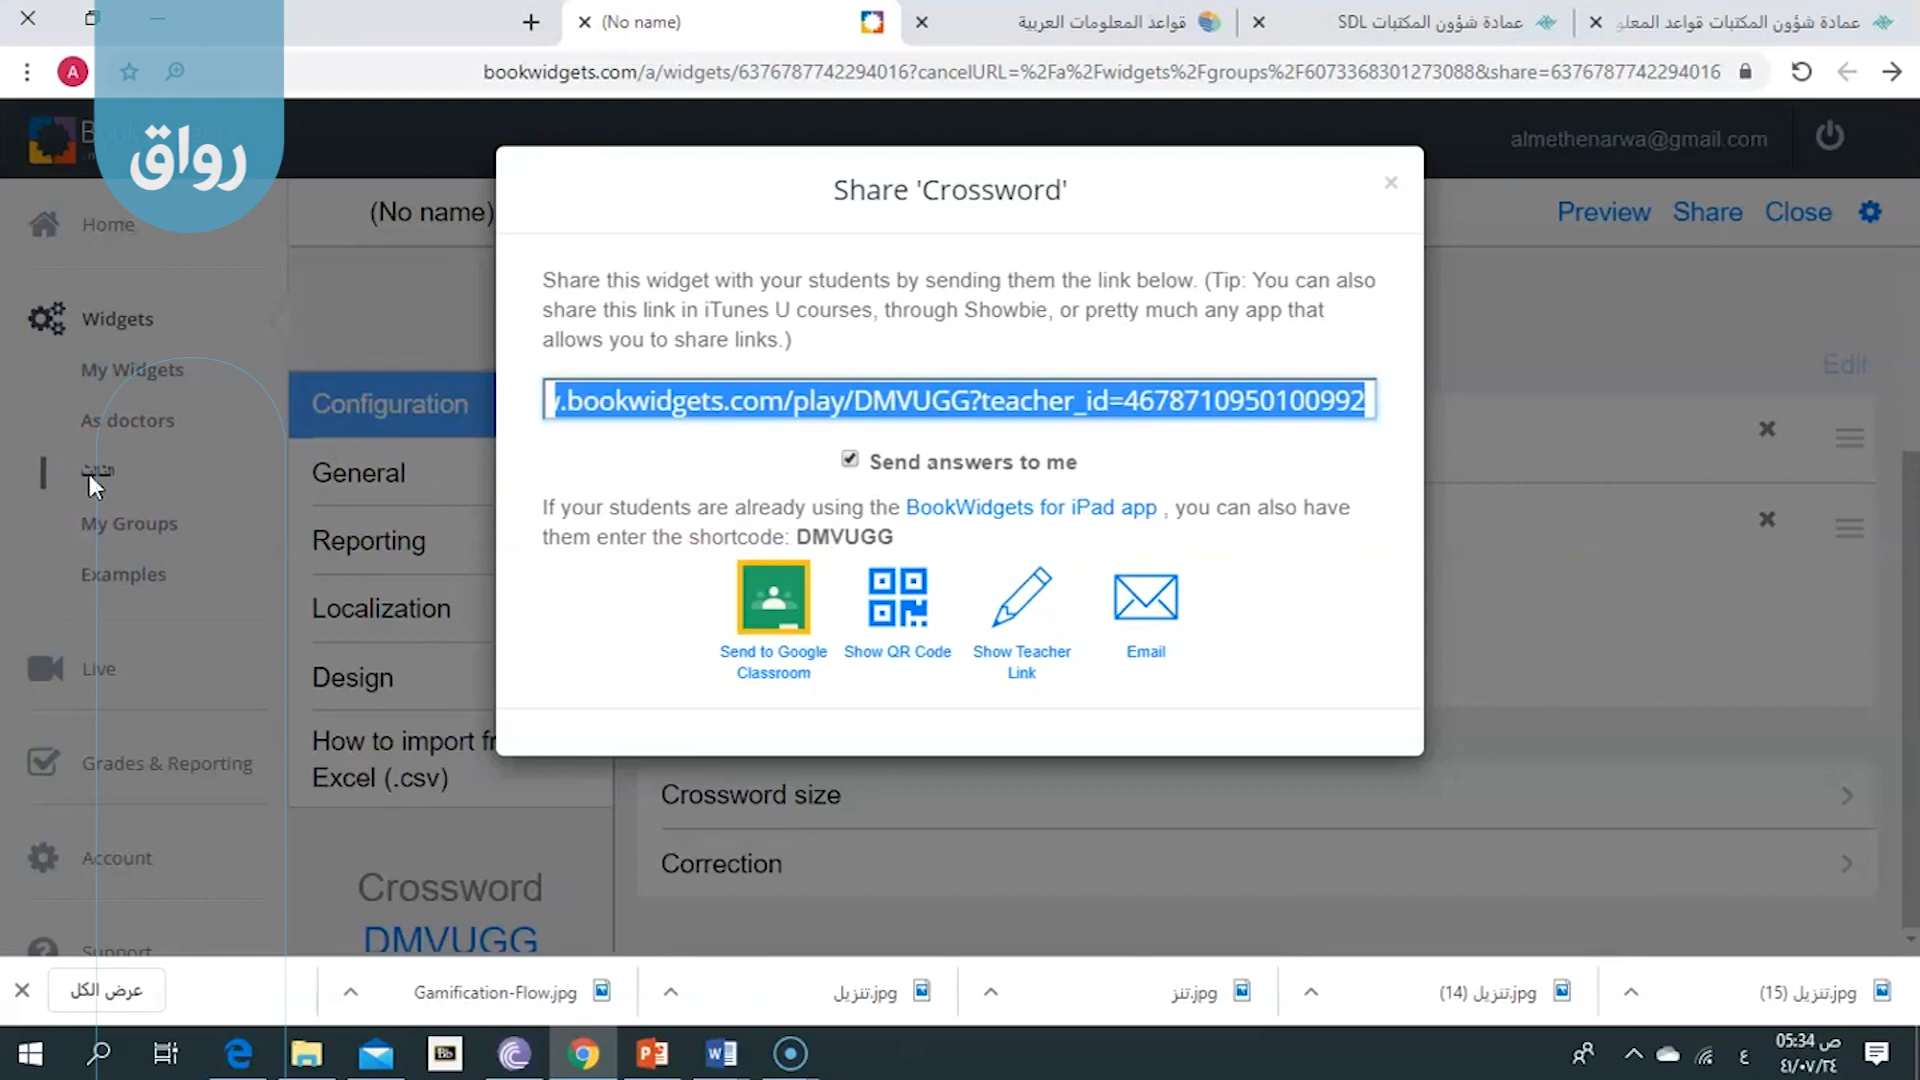 (No name)
قواعد المعلومات العربية
عمادة شؤون المكتبات SDL
عمادة شؤون المكتبات قواعد المعلو
A
bookwidgets.com/a/widgets/6376787742294016?cancelURL=%2Fa%2Fwidgets%2Fgroups%2F6073368301273088&share=6376787742294016
رواق
almethenarwa@gmail.com
Home
(No name)
Preview
Share
Close
Widgets
My Widgets
As doctors
الثالث
My Groups
Examples
Live
Grades & Reporting
Account
Support
Configuration
General
Reporting
Localization
Design
How to import fr
Excel (.csv)
Crossword
DMVUGG
Share 'Crossword'
×
Share this widget with your students by sending them the link below. (Tip: You can also
share this link in iTunes U courses, through Showbie, or pretty much any app that
allows you to share links.)
.bookwidgets.com/play/DMVUGG?teacher_id=4678710950100992
Send answers to me
If your students are already using the BookWidgets for iPad app , you can also have
them enter the shortcode: DMVUGG
Send to Google
Classroom
Show QR Code
Show Teacher
Link
Email
Edit
Crossword size
Correction
عرض الكل
Gamification-Flow.jpg
تنزيل.jpg
تنز.jpg
تنزيل (14).jpg
تنزيل (15).jpg
Bb
ع
05:34 ص
٤١/٠٧/٢٤